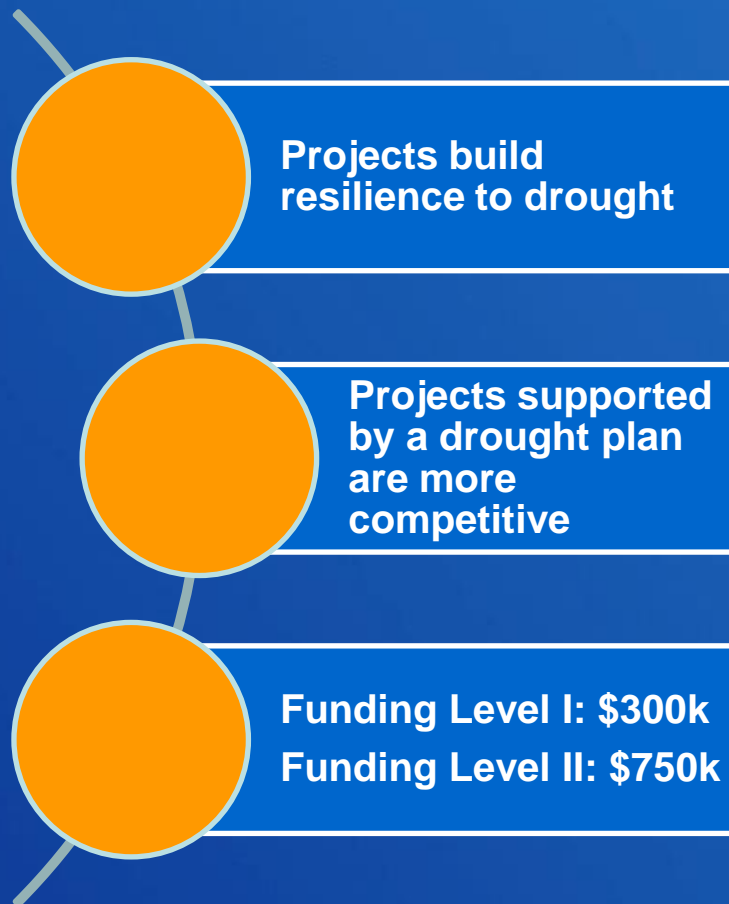 Projects build
resilience to drought
Projects supported
by a drought plan
are more
competitive
Funding Level I: $300k
Funding Level II: $750k